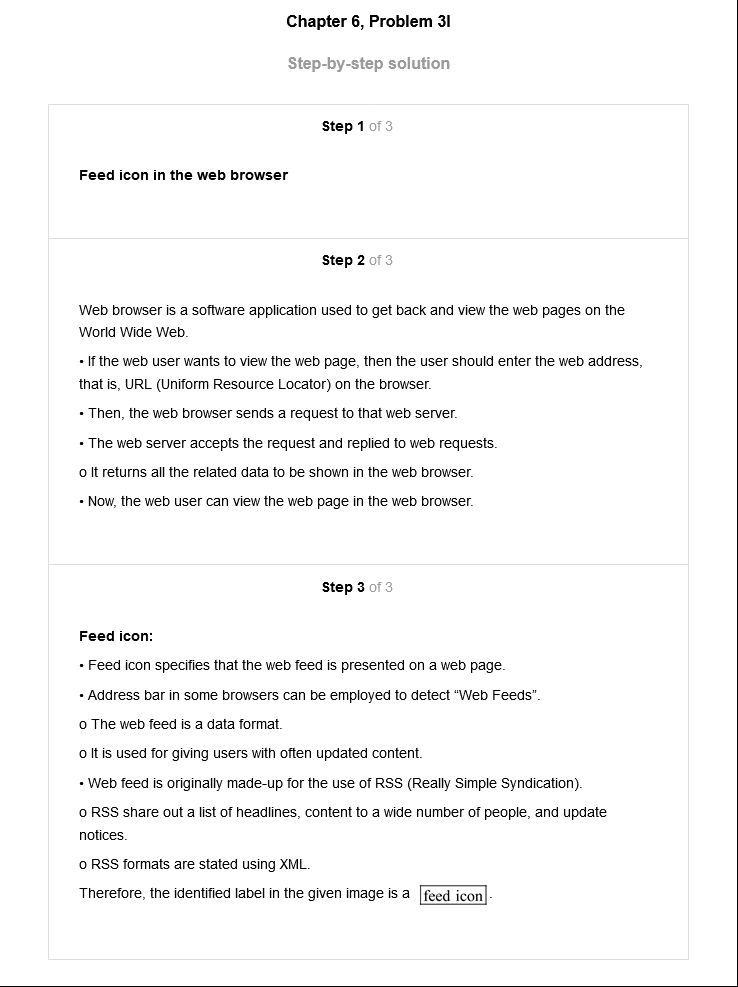 Chapter 6, Problem 3I
Step-by-step solution
Step 1 of 3
Feed icon in the web browser
Step 2 of 3
Web browser is a software application used to get back and view the web pages on the
World Wide Web.
• If the web user wants to view the web page, then the user should enter the web address,
that is, URL (Uniform Resource Locator) on the browser.
• Then, the web browser sends a request to that web server.
• The web server accepts the request and replied to web requests.
o It returns all the related data to be shown in the web browser.
• Now, the web user can view the web page in the web browser.
Step 3 of 3
Feed icon:
• Feed icon specifies that the web feed is presented on a web page.
• Address bar in some browsers can be employed to detect “Web Feeds”.
o The web feed is a data format.
o It is used for giving users with often updated content.
• Web feed is originally made-up for the use of RSS (Really Simple Syndication).
o RSS share out a list of headlines, content to a wide number of people, and update
notices.
o RSS formats are stated using XML.
Therefore, the identified label in the given image is a feed icon.